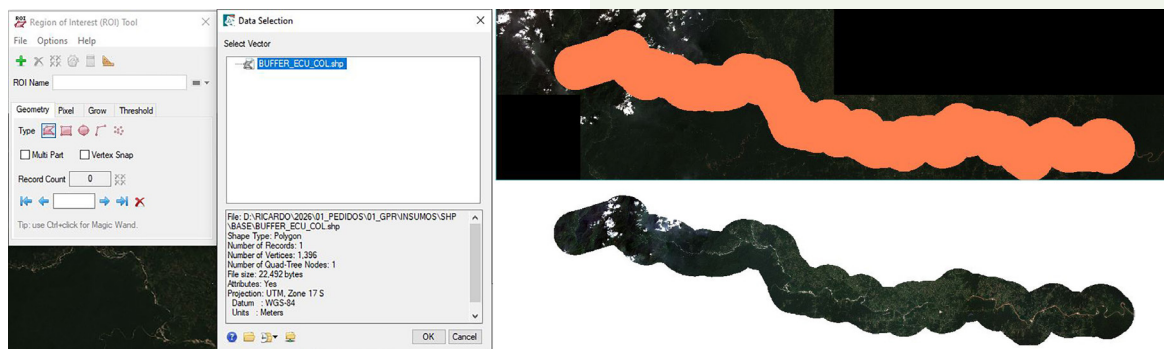 Region of Interest (ROI) Tool
File Options Help
ROI Name
Geometry Pixel Grow Threshold
Type
Multi Part Vertex Snap
Record Count 0
Tip: use Ctrl+click for Magic Wand.
Data Selection
Select Vector
BUFFER_ECU_COL.shp
File: D:\RICARDO\2026\01_PEDIDOS\01_GPR\INSUMOS\SHP
\BASE\BUFFER_ECU_COL.shp
Shape Type: Polygon
Number of Records: 1
Number of Vertices: 1,396
Number of Quad-Tree Nodes: 1
File size: 22,492 bytes
Attributes: Yes
Projection: UTM, Zone 17 S
Datum : WGS-84
Units : Meters
OK Cancel